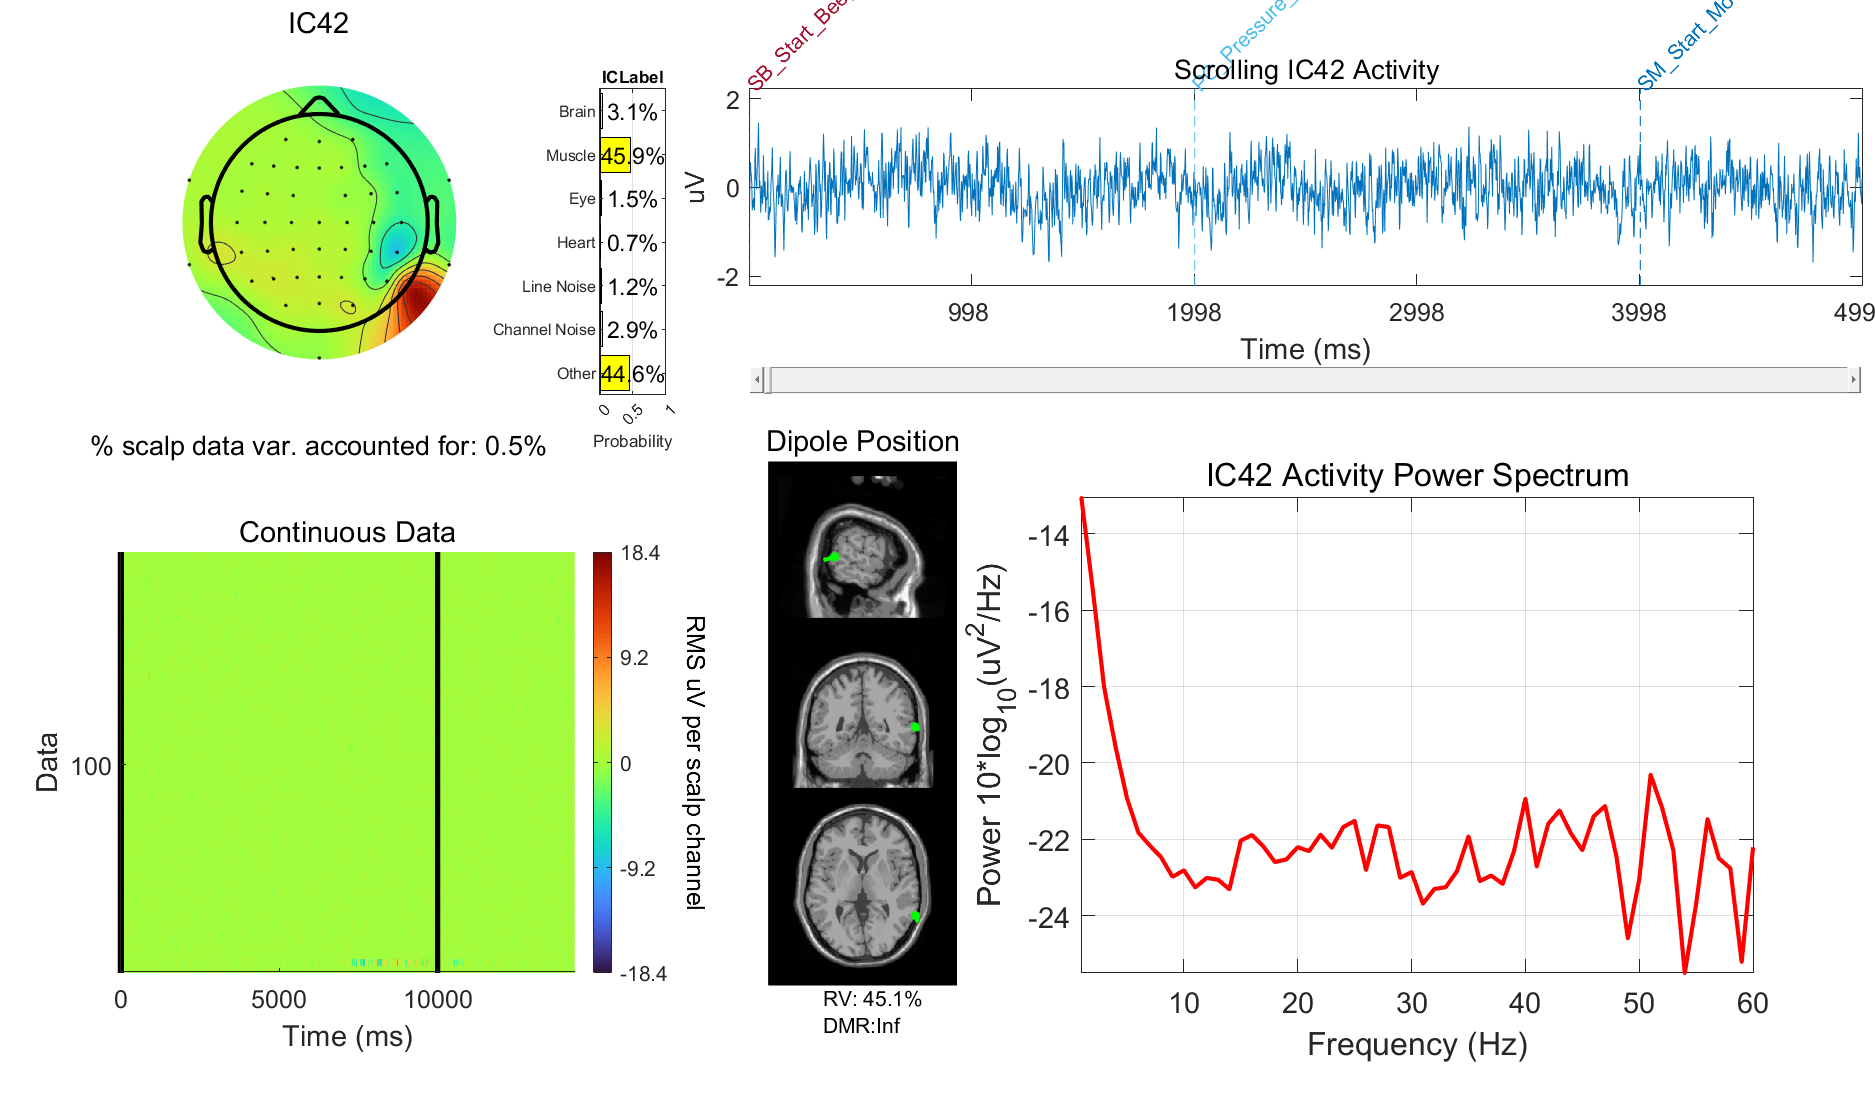 IC42
ICLabel
Brain
3.1%
Muscle
45.9%
Eye
1.5%
Heart
0.7%
Line Noise
1.2%
Channel Noise
2.9%
Other
44.6%
0 0.5 1
Probability
% scalp data var. accounted for: 0.5%
SB_Start_Bee
Pressure_
SM_Start_Mo
Scrolling IC42 Activity
2
0
-2
uV
998 1998 2998 3998 499
Time (ms)
Continuous Data
Data
100
0 5000 10000
Time (ms)
18.4
9.2
0
-9.2
-18.4
RMS uV per scalp channel
Dipole Position
RV: 45.1%
DMR:Inf
IC42 Activity Power Spectrum
Power 10*log10(uV2/Hz)
-14
-16
-18
-20
-22
-24
10 20 30 40 50 60
Frequency (Hz)